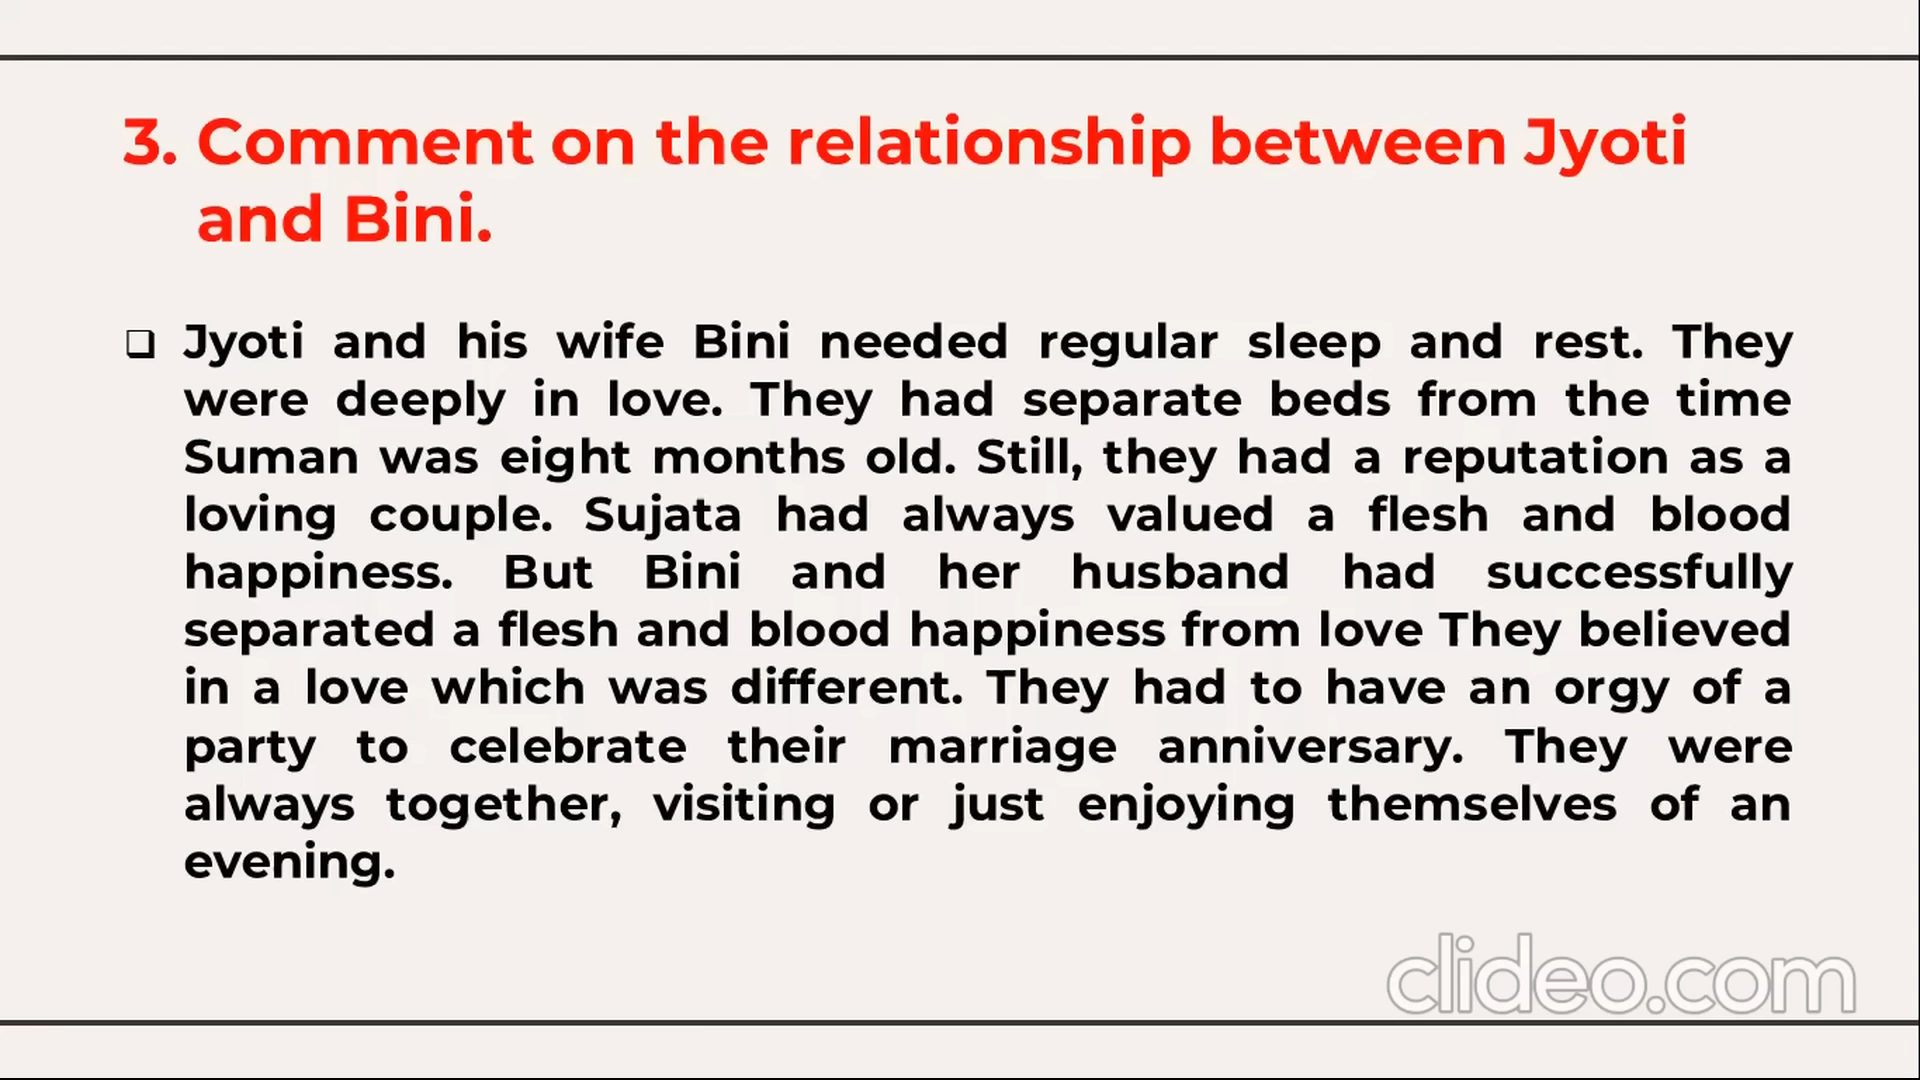 3. Comment on the relationship between Jyoti
and Bini.
❑ Jyoti and his wife Bini needed regular sleep and rest. They
were deeply in love. They had separate beds from the time
Suman was eight months old. Still, they had a reputation as a
loving couple. Sujata had always valued a flesh and blood
happiness. But Bini and her husband had successfully
separated a flesh and blood happiness from love They believed
in a love which was different. They had to have an orgy of a
party to celebrate their marriage anniversary. They were
always together, visiting or just enjoying themselves of an
evening.
clideo.com